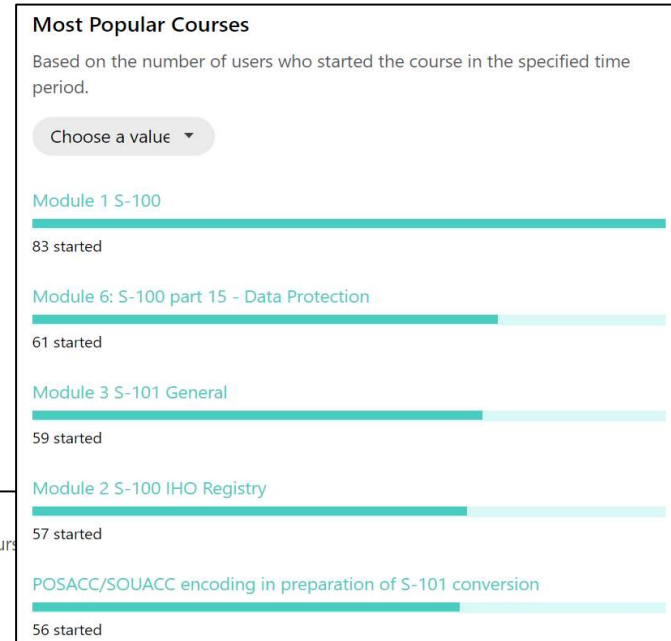 Most Popular Courses
Based on the number of users who started the course in the specified time
period.
Choose a value
Module 1 S-100
83 started
Module 6: S-100 part 15 - Data Protection
61 started
Module 3 S-101 General
59 started
Module 2 S-100 IHO Registry
57 started
POSACC/SOUACC encoding in preparation of S-101 conversion
56 started